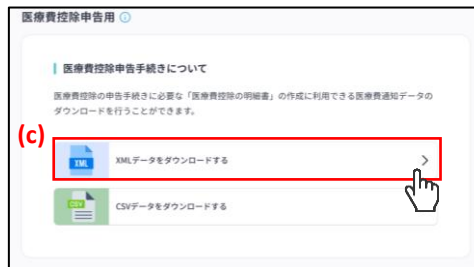 医療費控除申告用
医療費控除申告手続きについて
医療費控除の申告手続きに必要な「医療費控除の明細書」の作成に利用できる医療費通知データの
ダウンロードを行うことができます。
(c)
XML
XMLデータをダウンロードする
CSV
CSVデータをダウンロードする